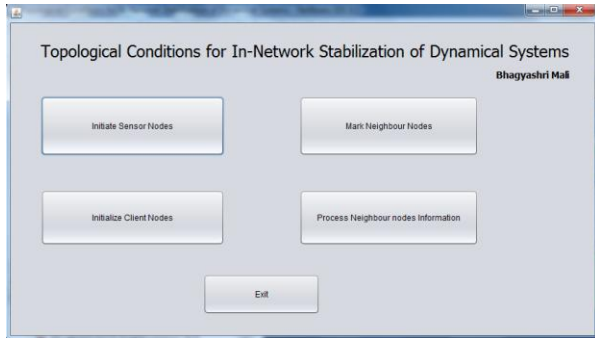 Topological Conditions for In-Network Stabilization of Dynamical Systems
Bhagyashri Mali
Initiate Sensor Nodes
Mark Neighbour Nodes
Initialize Client Nodes
Process Neighbour nodes Information
Exit